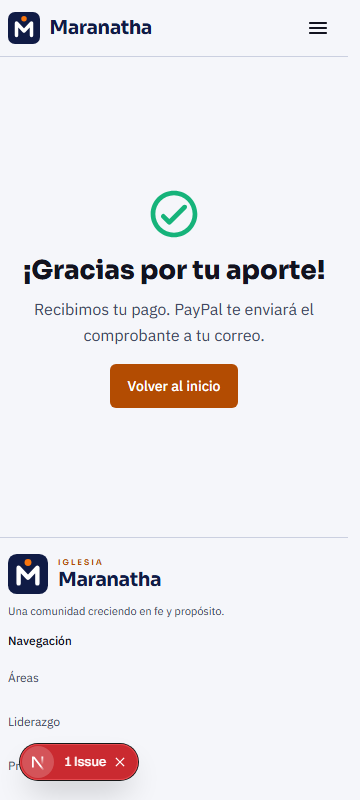 Maranatha
¡Gracias por tu aporte!
Recibimos tu pago. PayPal te enviará el
comprobante a tu correo.
Volver al inicio
IGLESIA
Maranatha
Una comunidad creciendo en fe y propósito.
Navegación
Áreas
Liderazgo
1 Issue